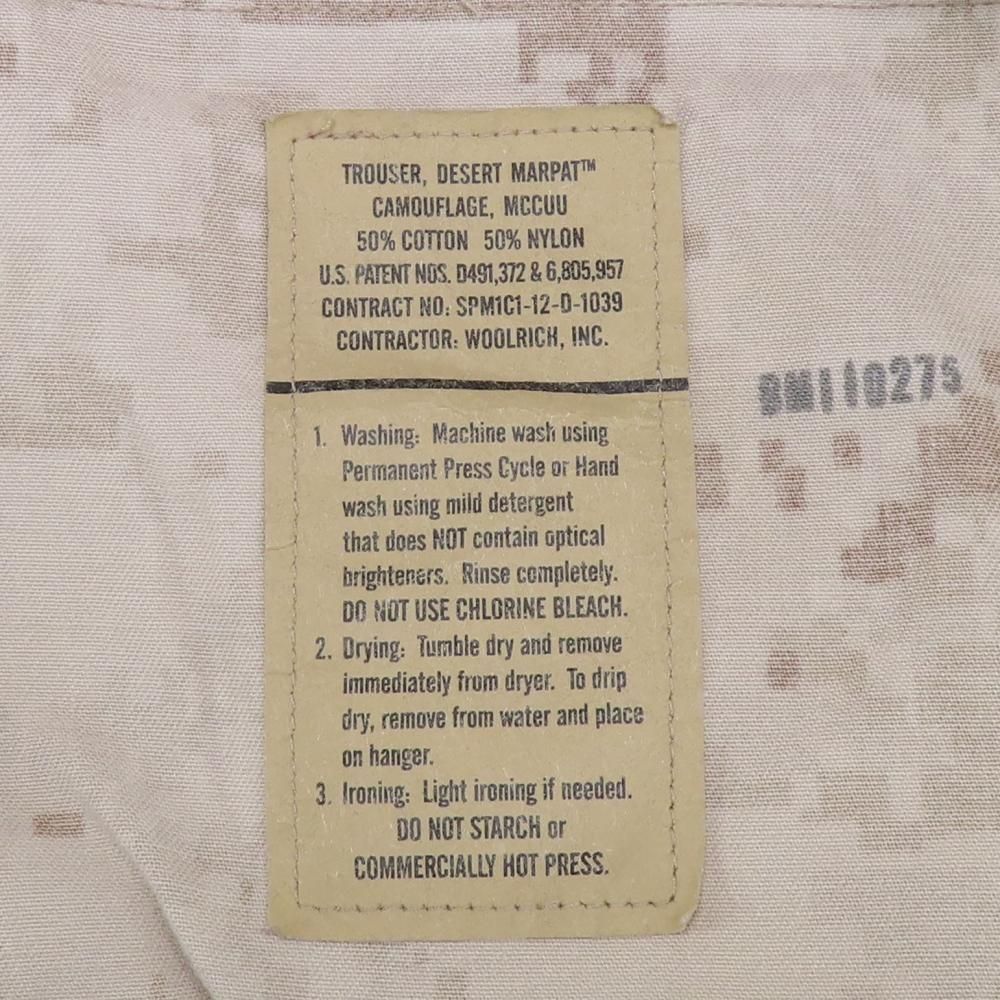 TROUSER, DESERT MARPAT™
CAMOUFLAGE, MCCUU
50% COTTON 50% NYLON
U.S. PATENT NOS. D491,372 & 6,805,957
CONTRACT NO: SPM1C1-12-D-1039
CONTRACTOR: WOOLRICH, INC.
1. Washing: Machine wash using
Permanent Press Cycle or Hand
wash using mild detergent
that does NOT contain optical
brighteners. Rinse completely.
DO NOT USE CHLORINE BLEACH.
2. Drying: Tumble dry and remove
immediately from dryer. To drip
dry, remove from water and place
on hanger.
3. Ironing: Light ironing if needed.
DO NOT STARCH or
COMMERCIALLY HOT PRESS.